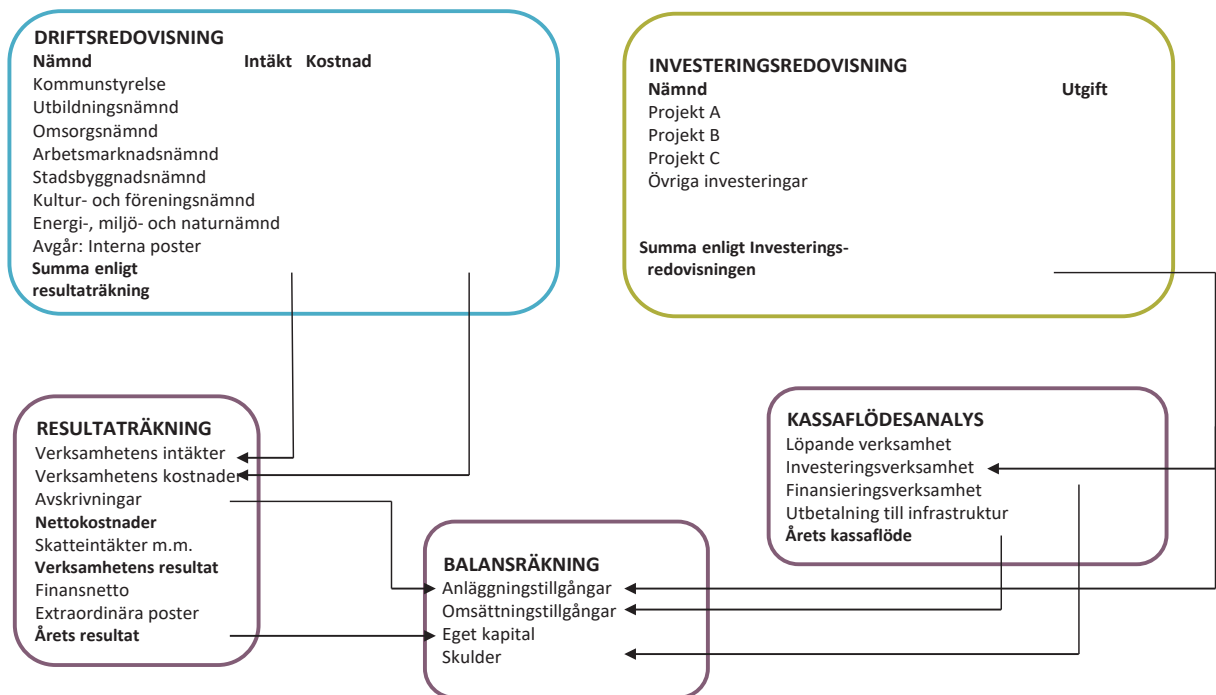 DRIFTSREDOVISNING
Nämnd Intäkt Kostnad
Kommunstyrelse
Utbildningsnämnd
Omsorgsnämnd
Arbetsmarknadsnämnd
Stadsbyggnadsnämnd
Kultur- och föreningsnämnd
Energi-, miljö- och naturnämnd
Avgår: Interna poster
Summa enligt
resultaträkning
INVESTERINGSREDOVISNING
Nämnd Utgift
Projekt A
Projekt B
Projekt C
Övriga investeringar
Summa enligt Investerings-
redovisningen
RESULTATRÄKNING
Verksamhetens intäkter
Verksamhetens kostnader
Avskrivningar
Nettokostnader
Skatteintäkter m.m.
Verksamhetens resultat
Finansnetto
Extraordinära poster
Årets resultat
BALANSRÄKNING
Anläggningstillgångar
Omsättningstillgångar
Eget kapital
Skulder
KASSAFLÖDESANALYS
Löpande verksamhet
Investeringsverksamhet
Finansieringsverksamhet
Utbetalning till infrastruktur
Årets kassaflöde